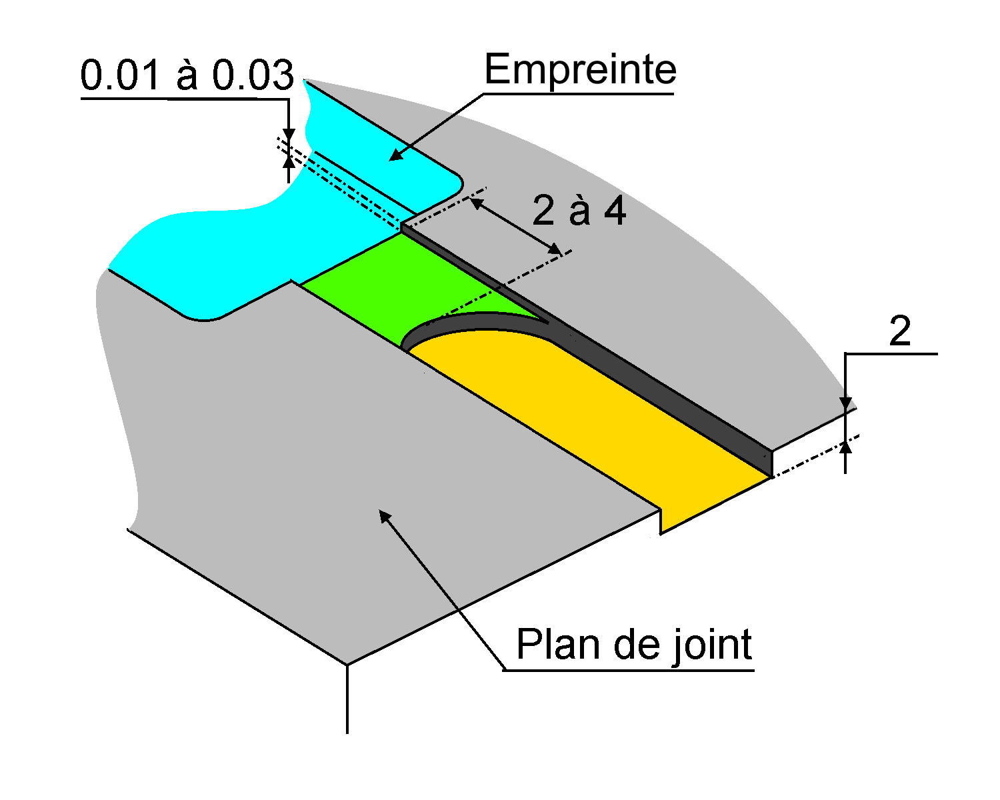 Empreinte
0.01 à 0.03
2 à 4
2
Plan de joint